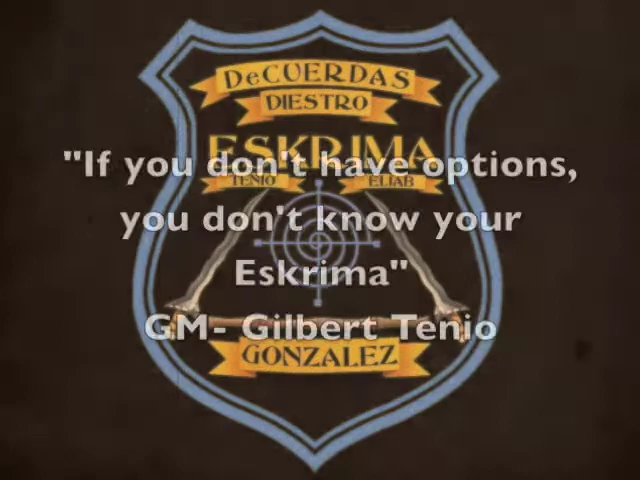 DeCUERDAS
DIESTRO
ESKRIMA
TENIO ELIAB
"If you don't have options,
you don't know your
Eskrima"
GM- Gilbert Tenio
GONZALEZ